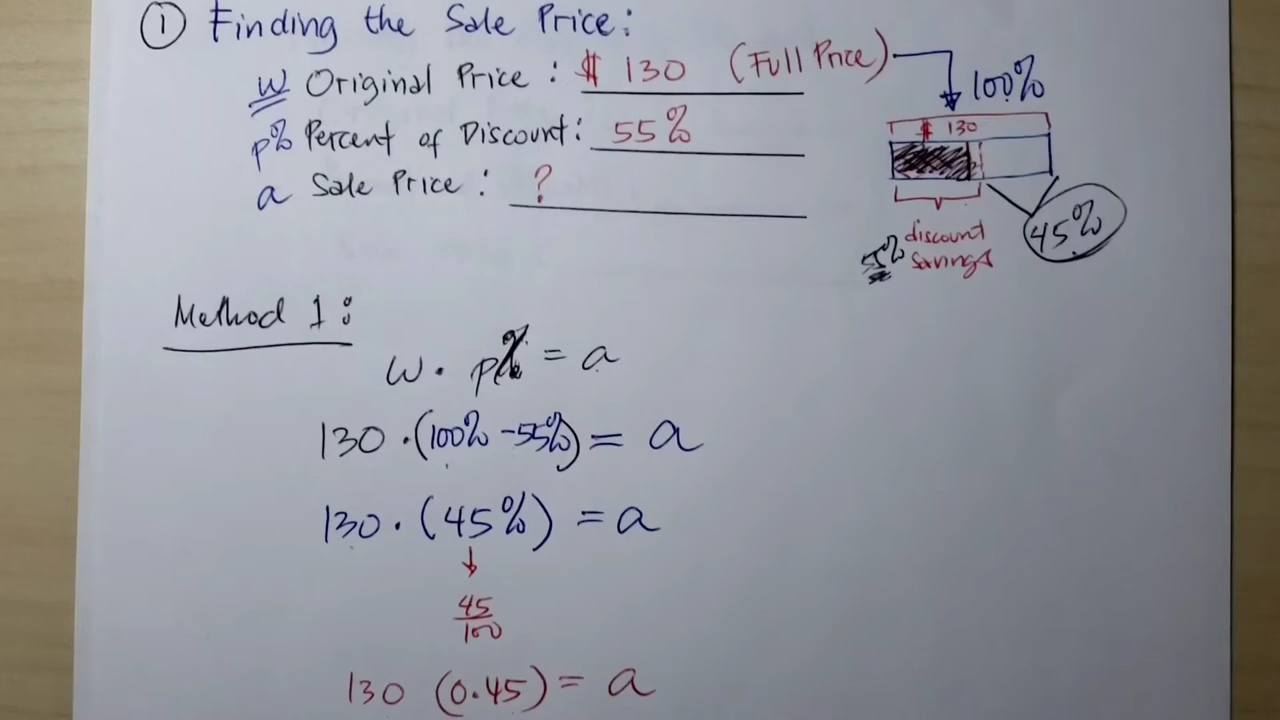 ① Finding the Sale Price:
w Original Price: $ 130 (Full Price)
100%
p% Percent of Discount: 55%
$ 130
a Sale Price: ?
45%
55% discount
savings
Method 1:
w. p% = a
130 .(100% -55%) = a
130 . (45%) = a
↓
45
100
130 (0.45) = a